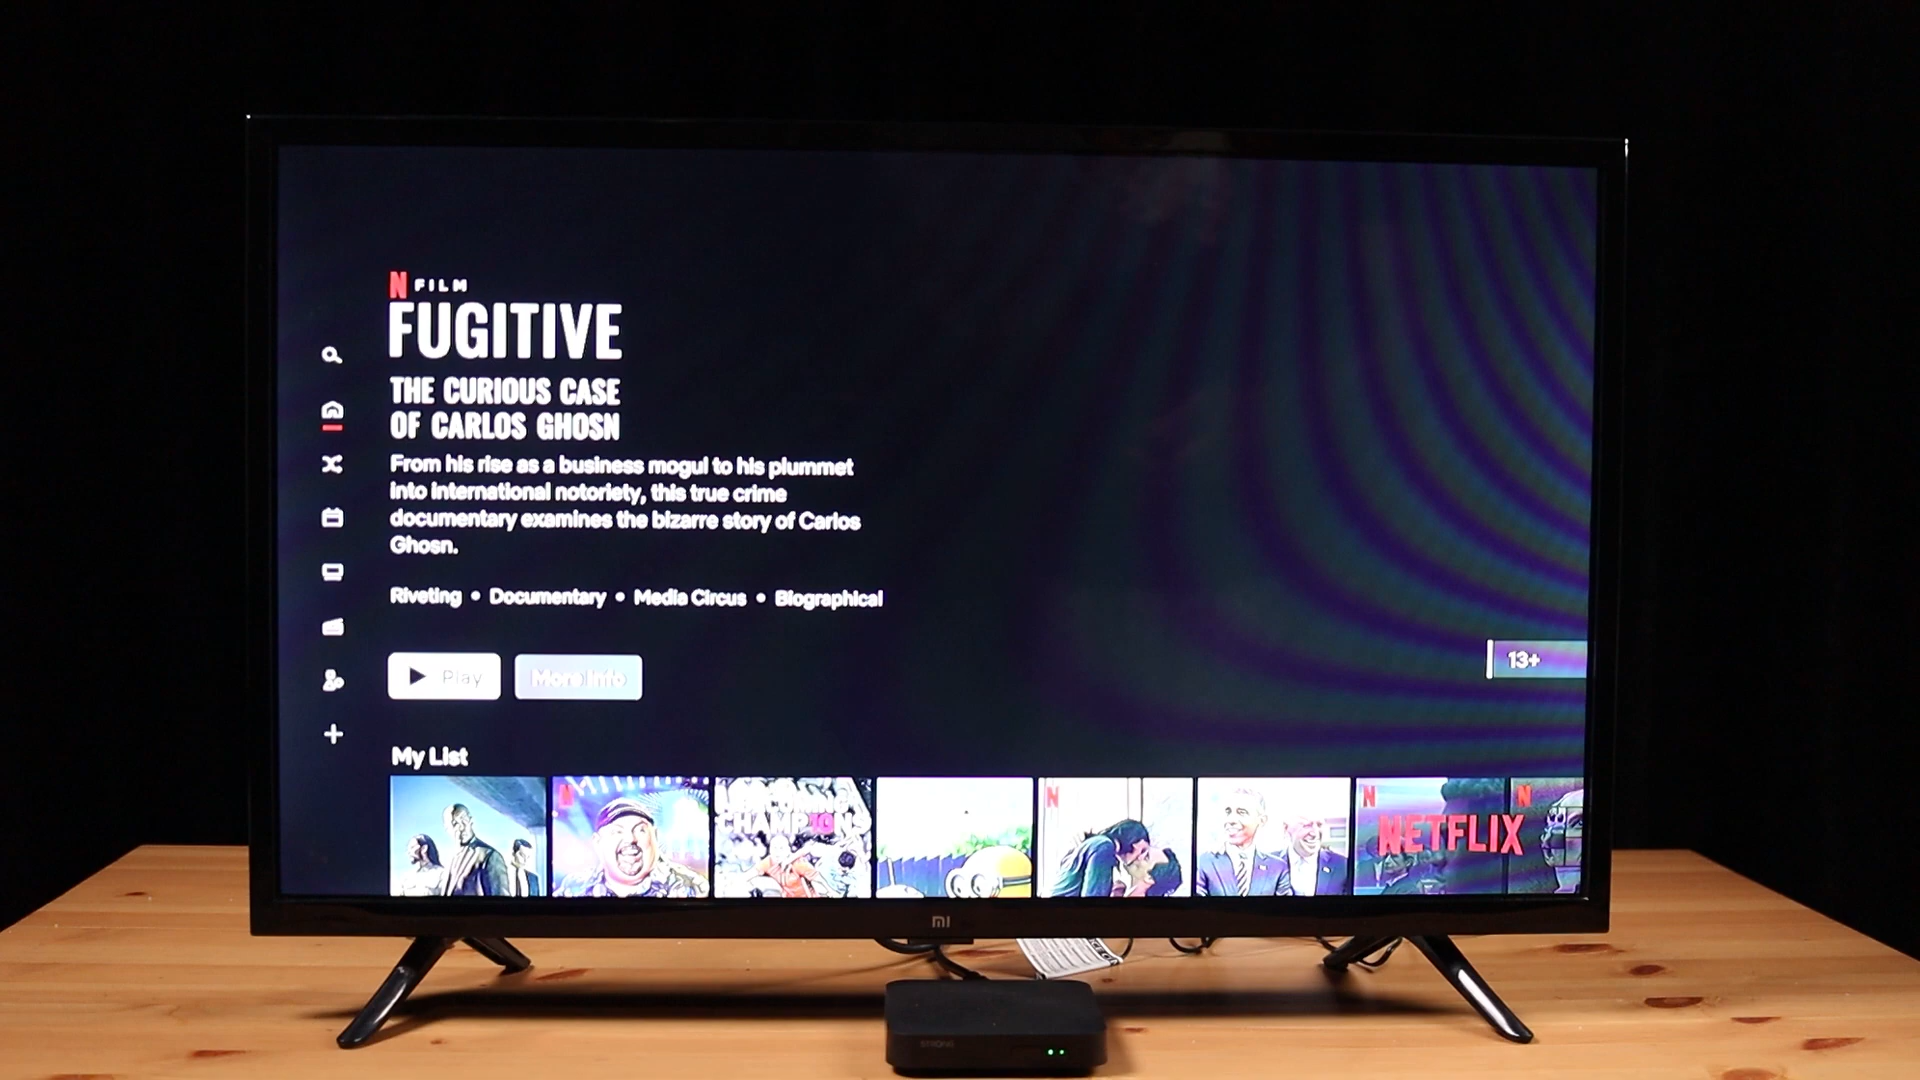 N FILM
FUGITIVE
THE CURIOUS CASE
OF CARLOS GHOSN
From his rise as a business mogul to his plummet
into international notoriety, this true crime
documentary examines the bizarre story of Carlos
Ghosn.
Riveting • Documentary • Media Circus • Biographical
Play More Info
13+
My List
N
CHAMPIONS
N
N
NETFLIX
N
mi
STRONG